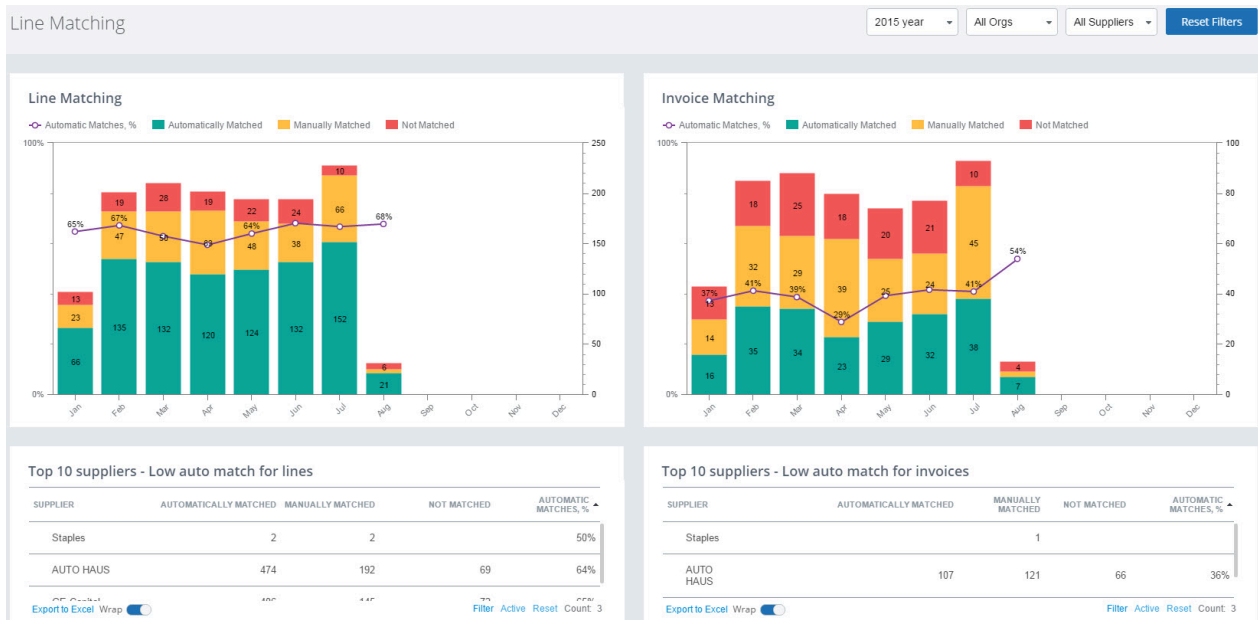 Line Matching
2015 year
All Orgs
All Suppliers
Reset Filters
Line Matching
Automatic Matches, % Automatically Matched Manually Matched Not Matched
100%
0%
250
200
150
100
50
0
65%
67%
64%
68%
13
23
66
19
47
135
28
132
19
120
22
48
124
24
38
132
10
66
152
6
21
Jan Feb Mar Apr May Jun Jul Aug Sep Oct Nov Dec
Invoice Matching
Automatic Matches, % Automatically Matched Manually Matched Not Matched
100%
0%
100
80
60
40
20
0
37%
41%
39%
29%
41%
54%
13
14
16
18
32
35
25
29
34
18
39
23
20
25
29
21
24
32
10
45
38
4
7
Jan Feb Mar Apr May Jun Jul Aug Sep Oct Nov Dec
Top 10 suppliers - Low auto match for lines
SUPPLIER AUTOMATICALLY MATCHED MANUALLY MATCHED NOT MATCHED AUTOMATIC
MATCHES, %
Staples 2 2 50%
AUTO HAUS 474 192 69 64%
Export to Excel Wrap Filter Active Reset Count: 3
Top 10 suppliers - Low auto match for invoices
SUPPLIER AUTOMATICALLY MATCHED MANUALLY
MATCHED NOT MATCHED AUTOMATIC
MATCHES, %
Staples 1
AUTO
HAUS 107 121 66 36%
Export to Excel Wrap Filter Active Reset Count: 3